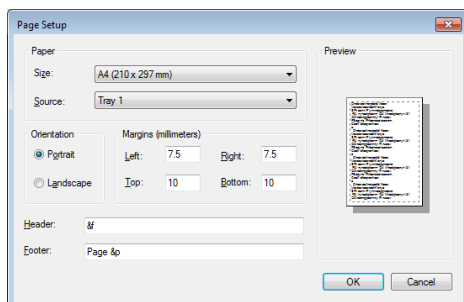 Page Setup
Paper
Preview
Size:
A4 (210 x 297 mm)
Source:
Tray 1
Orientation
Margins (millimeters)
Portrait
Left:
7.5
Right:
7.5
Landscape
Top:
10
Bottom:
10
Header:
&f
Footer:
Page &p
OK
Cancel